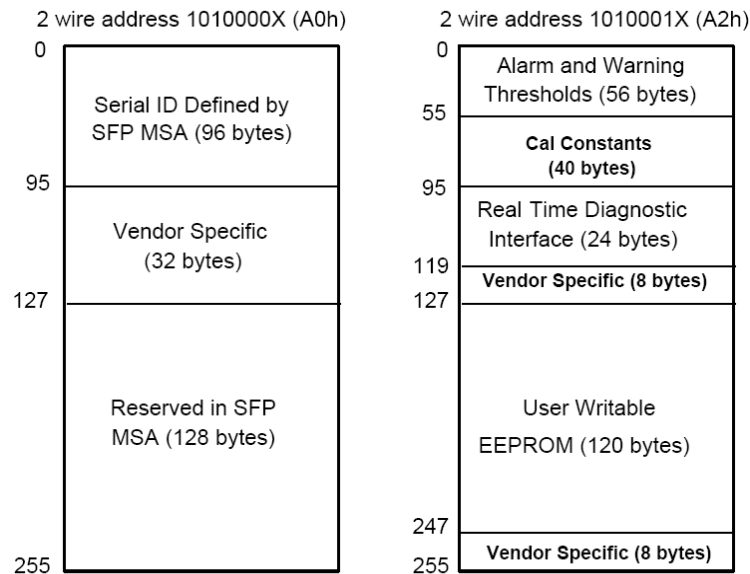 2 wire address 1010000X (A0h)
0
Serial ID Defined by
SFP MSA (96 bytes)
95
Vendor Specific
(32 bytes)
127
Reserved in SFP
MSA (128 bytes)
255
2 wire address 1010001X (A2h)
0
Alarm and Warning
Thresholds (56 bytes)
55
Cal Constants
(40 bytes)
95
Real Time Diagnostic
Interface (24 bytes)
119
Vendor Specific (8 bytes)
127
User Writable
EEPROM (120 bytes)
247
Vendor Specific (8 bytes)
255